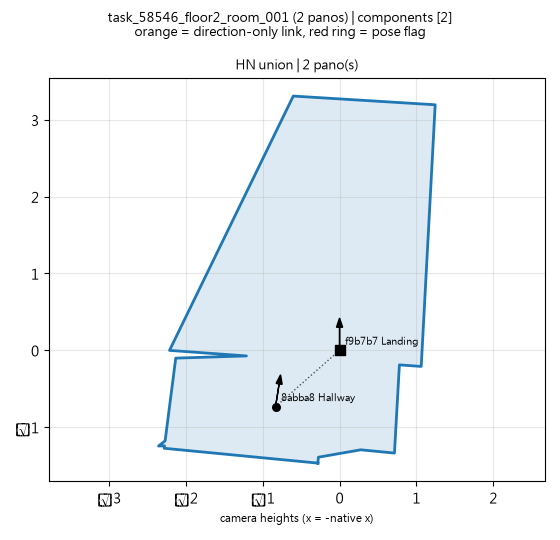 task_58546_floor2_room_001 (2 panos) | components [2]
orange = direction-only link, red ring = pose flag
HN union | 2 pano(s)
3
2
1
0
1
f9b7b7 Landing
8abba8 Hallway
3 2 1 0 1 2
camera heights (x = -native x)